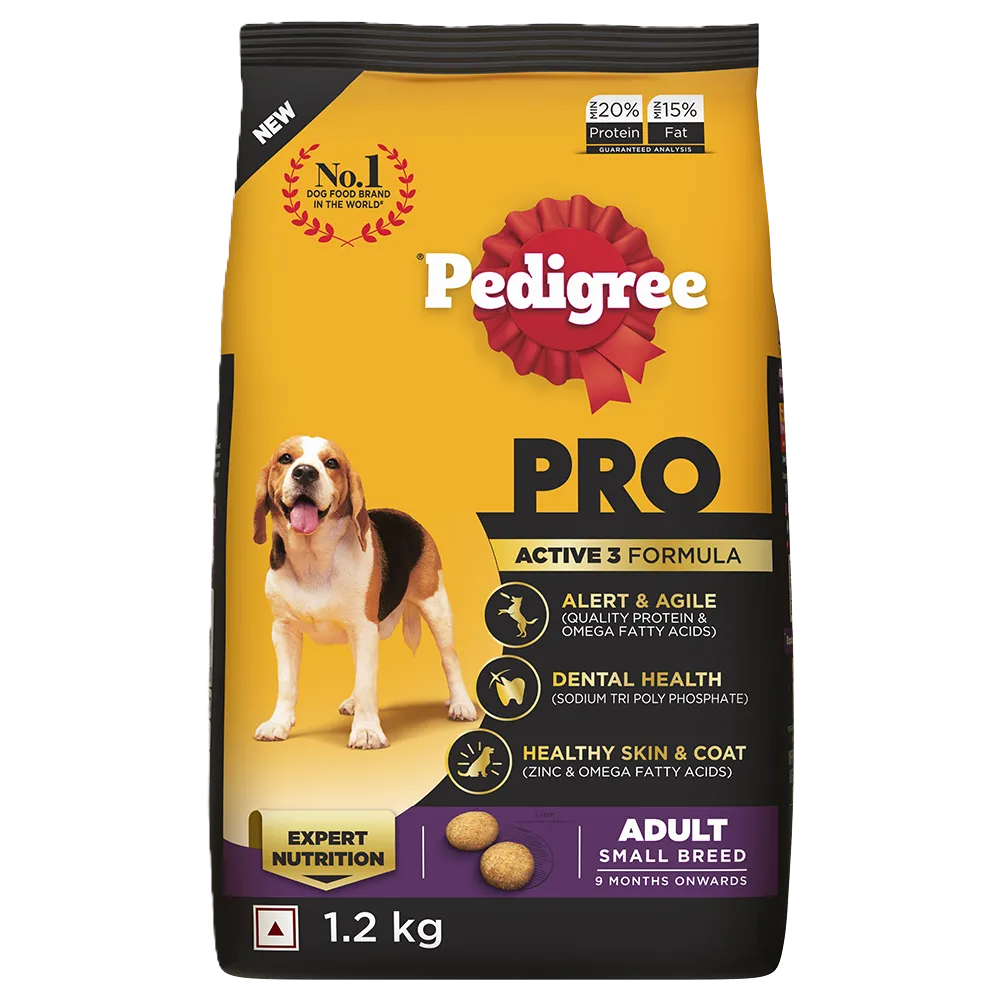 NEW
No.1
DOG FOOD BRAND
IN THE WORLD#
MIN 20%
Protein
MIN 15%
Fat
GUARANTEED ANALYSIS
®
Pedigree
PRO
ACTIVE 3 FORMULA
ALERT & AGILE
(QUALITY PROTEIN &
OMEGA FATTY ACIDS)
DENTAL HEALTH
(SODIUM TRI POLY PHOSPHATE)
HEALTHY SKIN & COAT
(ZINC & OMEGA FATTY ACIDS)
EXPERT
NUTRITION
ADULT
SMALL BREED
9 MONTHS ONWARDS
1.2 kg